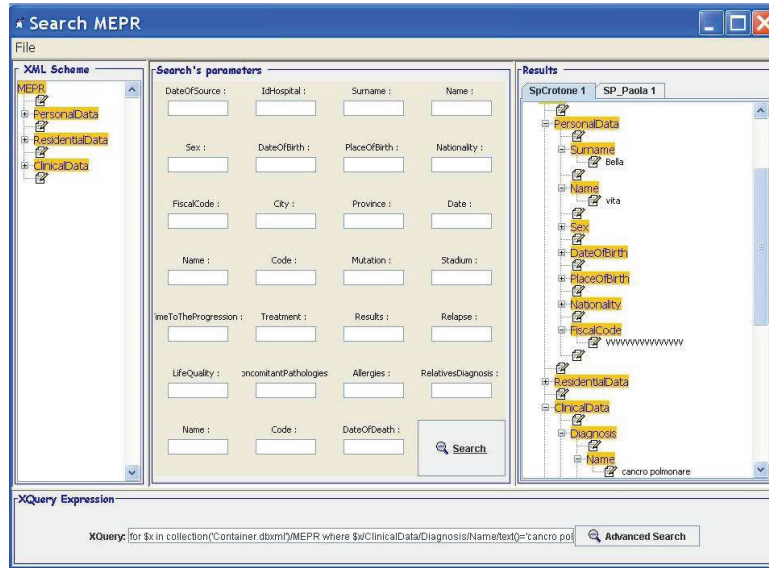 Search MEPR
File
XML Scheme
MEPR
PersonalData
ResidentialData
ClinicalData
Search's parameters
DateOfSource : IdHospital : Surname : Name :
Sex : DateOfBirth : PlaceOfBirth : Nationality :
FiscalCode : City : Province : Date :
Name : Code : Mutation : Stadium :
imeToTheProgression : Treatment : Results : Relapse :
LifeQuality : oncomitantPathologies Allergies : RelativesDiagnosis :
Name : Code : DateOfDeath :
Search
Results
SpCrotone 1 SP_Paola 1
PersonalData
Surname
Bella
Name
vita
Sex
DateOfBirth
PlaceOfBirth
Nationality
FiscalCode
ResidentialData
ClinicalData
Diagnosis
Name
cancro polmonare
XQuery Expression
XQuery: for $x in collection('Container.dbxml')/MEPR where $x/ClinicalData/Diagnosis/Name/text()='cancro pol Advanced Search